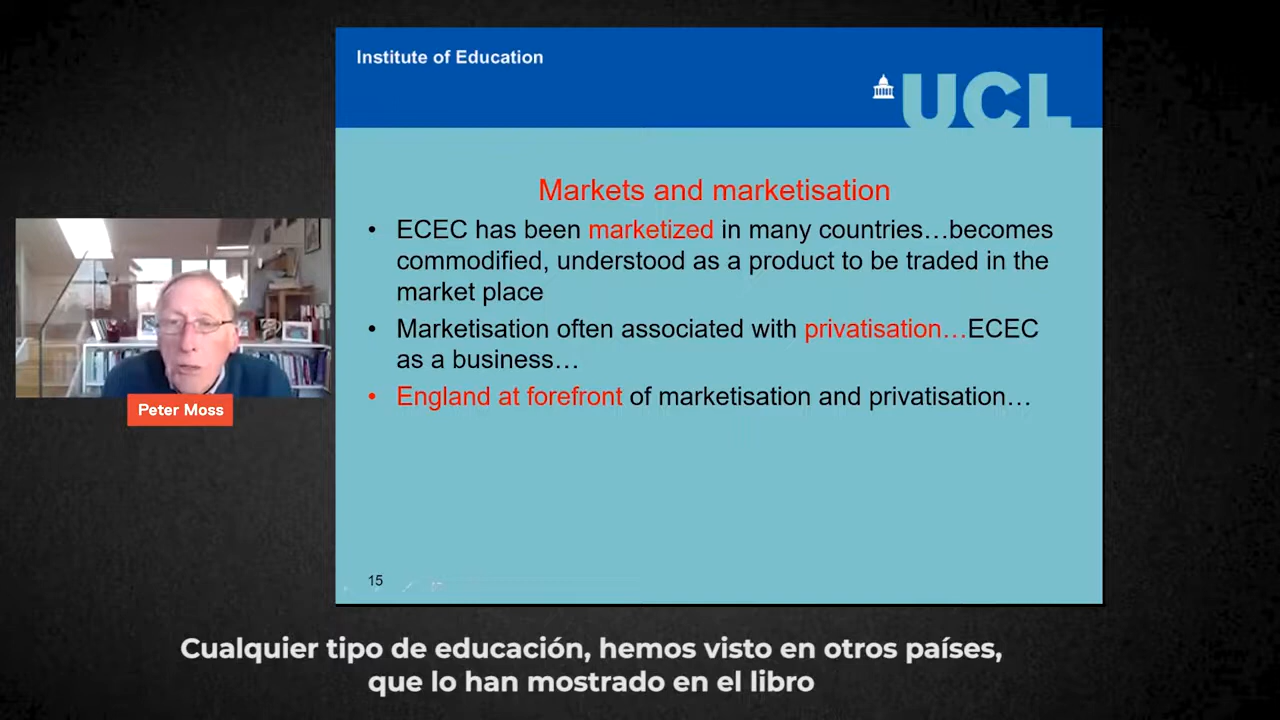 Institute of Education
UCL
Markets and marketisation
• ECEC has been marketized in many countries…becomes
commodified, understood as a product to be traded in the
market place
• Marketisation often associated with privatisation…ECEC
as a business…
• England at forefront of marketisation and privatisation…
Peter Moss
15
Cualquier tipo de educación, hemos visto en otros países,
que lo han mostrado en el libro